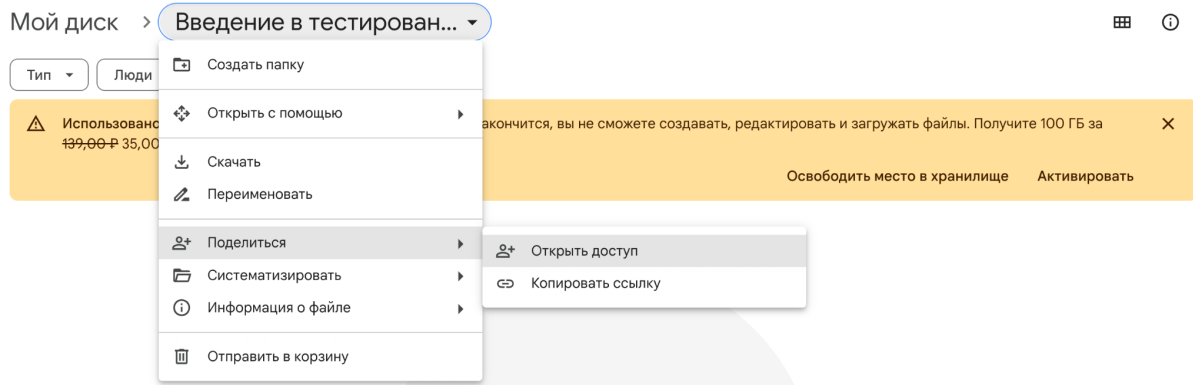 Мой диск > Введение в тестирован...
Тип Люди
Создать папку
Открыть с помощью
Использовано
акончится, вы не сможете создавать, редактировать и загружать файлы. Получите 100 ГБ за
139,00 ₽ 35,00
Скачать
Переименовать
Освободить место в хранилище Активировать
Поделиться
Открыть доступ
Систематизировать
Копировать ссылку
Информация о файле
Отправить в корзину